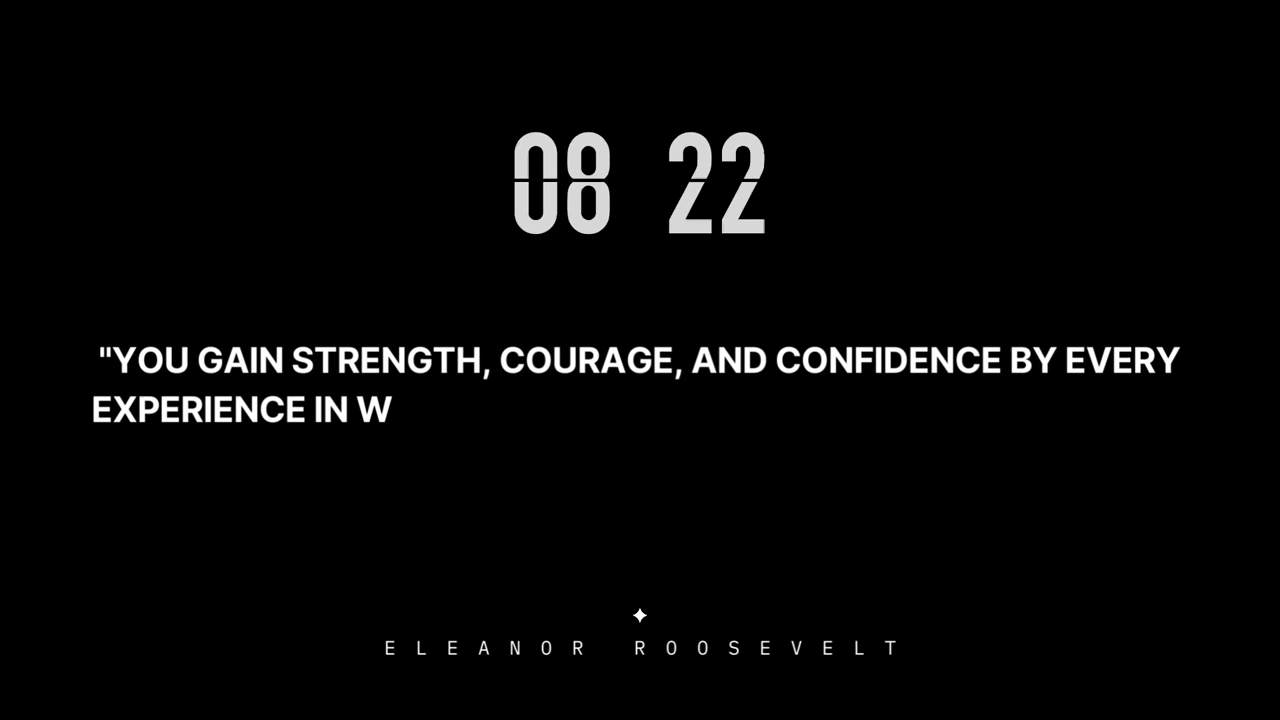 08 22
"YOU GAIN STRENGTH, COURAGE, AND CONFIDENCE BY EVERY
EXPERIENCE IN W
ELEANOR ROOSEVELT